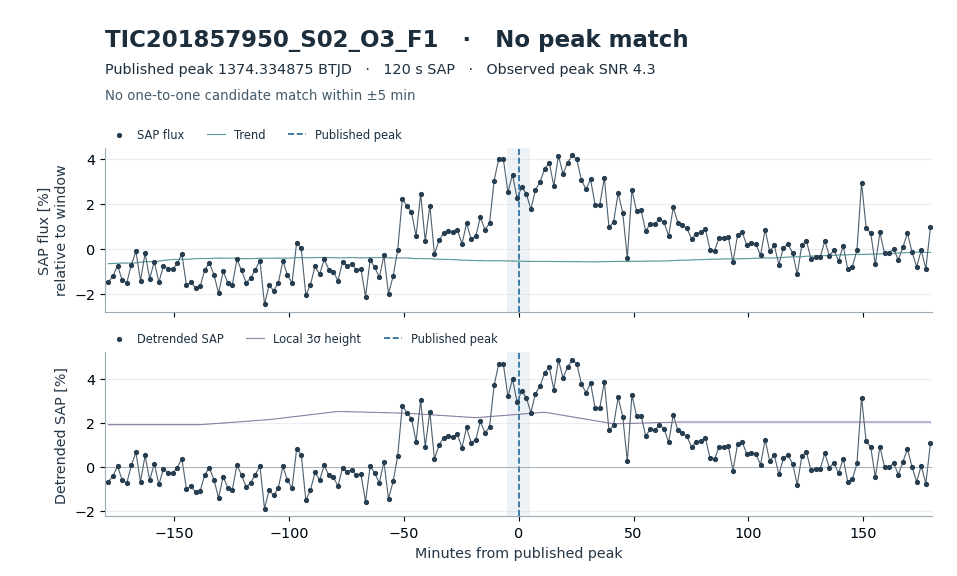 TIC201857950_S02_O3_F1 · No peak match
Published peak 1374.334875 BTJD · 120 s SAP · Observed peak SNR 4.3
No one-to-one candidate match within ±5 min
SAP flux Trend Published peak
SAP flux [%]
relative to window
4
2
0
−2
Detrended SAP Local 3σ height Published peak
Detrended SAP [%]
4
2
0
−2
−150 −100 −50 0 50 100 150
Minutes from published peak